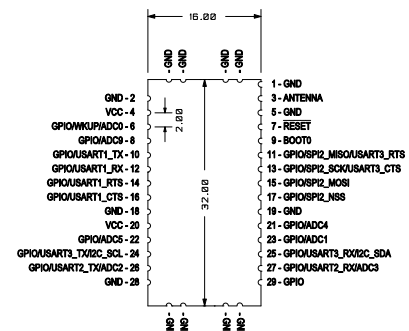 16.00
- GND
- GND
- GND
- GND
1 - GND
GND - 2
3 - ANTENNA
VCC - 4
5 - GND
GPIO/WKUP/ADC0 - 6
7 - RESET
GPIO/ADC9 - 8
9 - BOOT0
GPIO/USART1_TX - 10
11 - GPIO/SPI2_MISO/USART3_RTS
GPIO/USART1_RX - 12
13 - GPIO/SPI2_SCK/USART3_CTS
GPIO/USART1_RTS - 14
15 - GPIO/SPI2_MOSI
GPIO/USART1_CTS - 16
17 - GPIO/SPI2_NSS
GND - 18
19 - GND
VCC - 20
21 - GPIO/ADC4
GPIO/ADC5 - 22
23 - GPIO/ADC1
GPIO/USART3_TX/I2C_SCL - 24
25 - GPIO/USART3_RX/I2C_SDA
GPIO/USART2_TX/ADC2 - 26
27 - GPIO/USART2_RX/ADC3
GND - 28
29 - GPIO
2.00
32.00